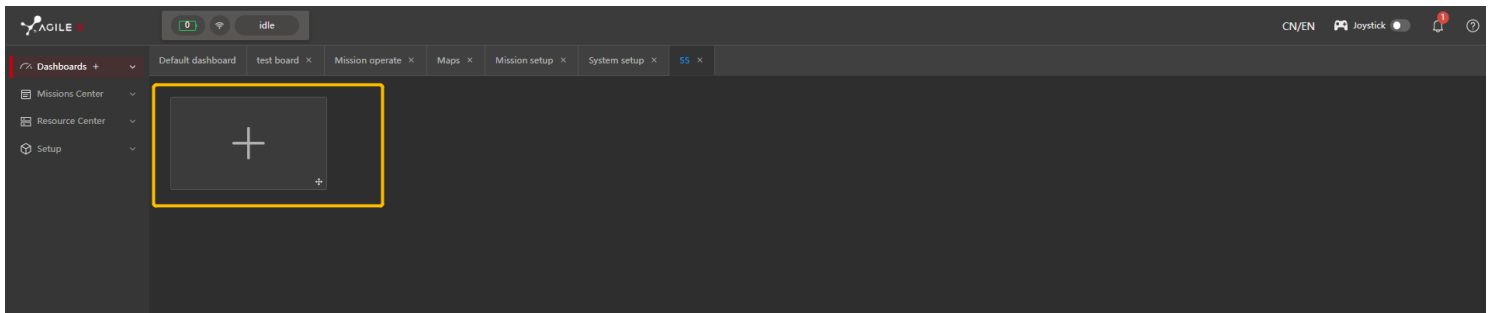 AGILE X
0 idle
CN/EN Joystick 1
Dashboards +
Missions Center
Resource Center
Setup
Default dashboard test board × Mission operate × Maps × Mission setup × System setup × 55 ×